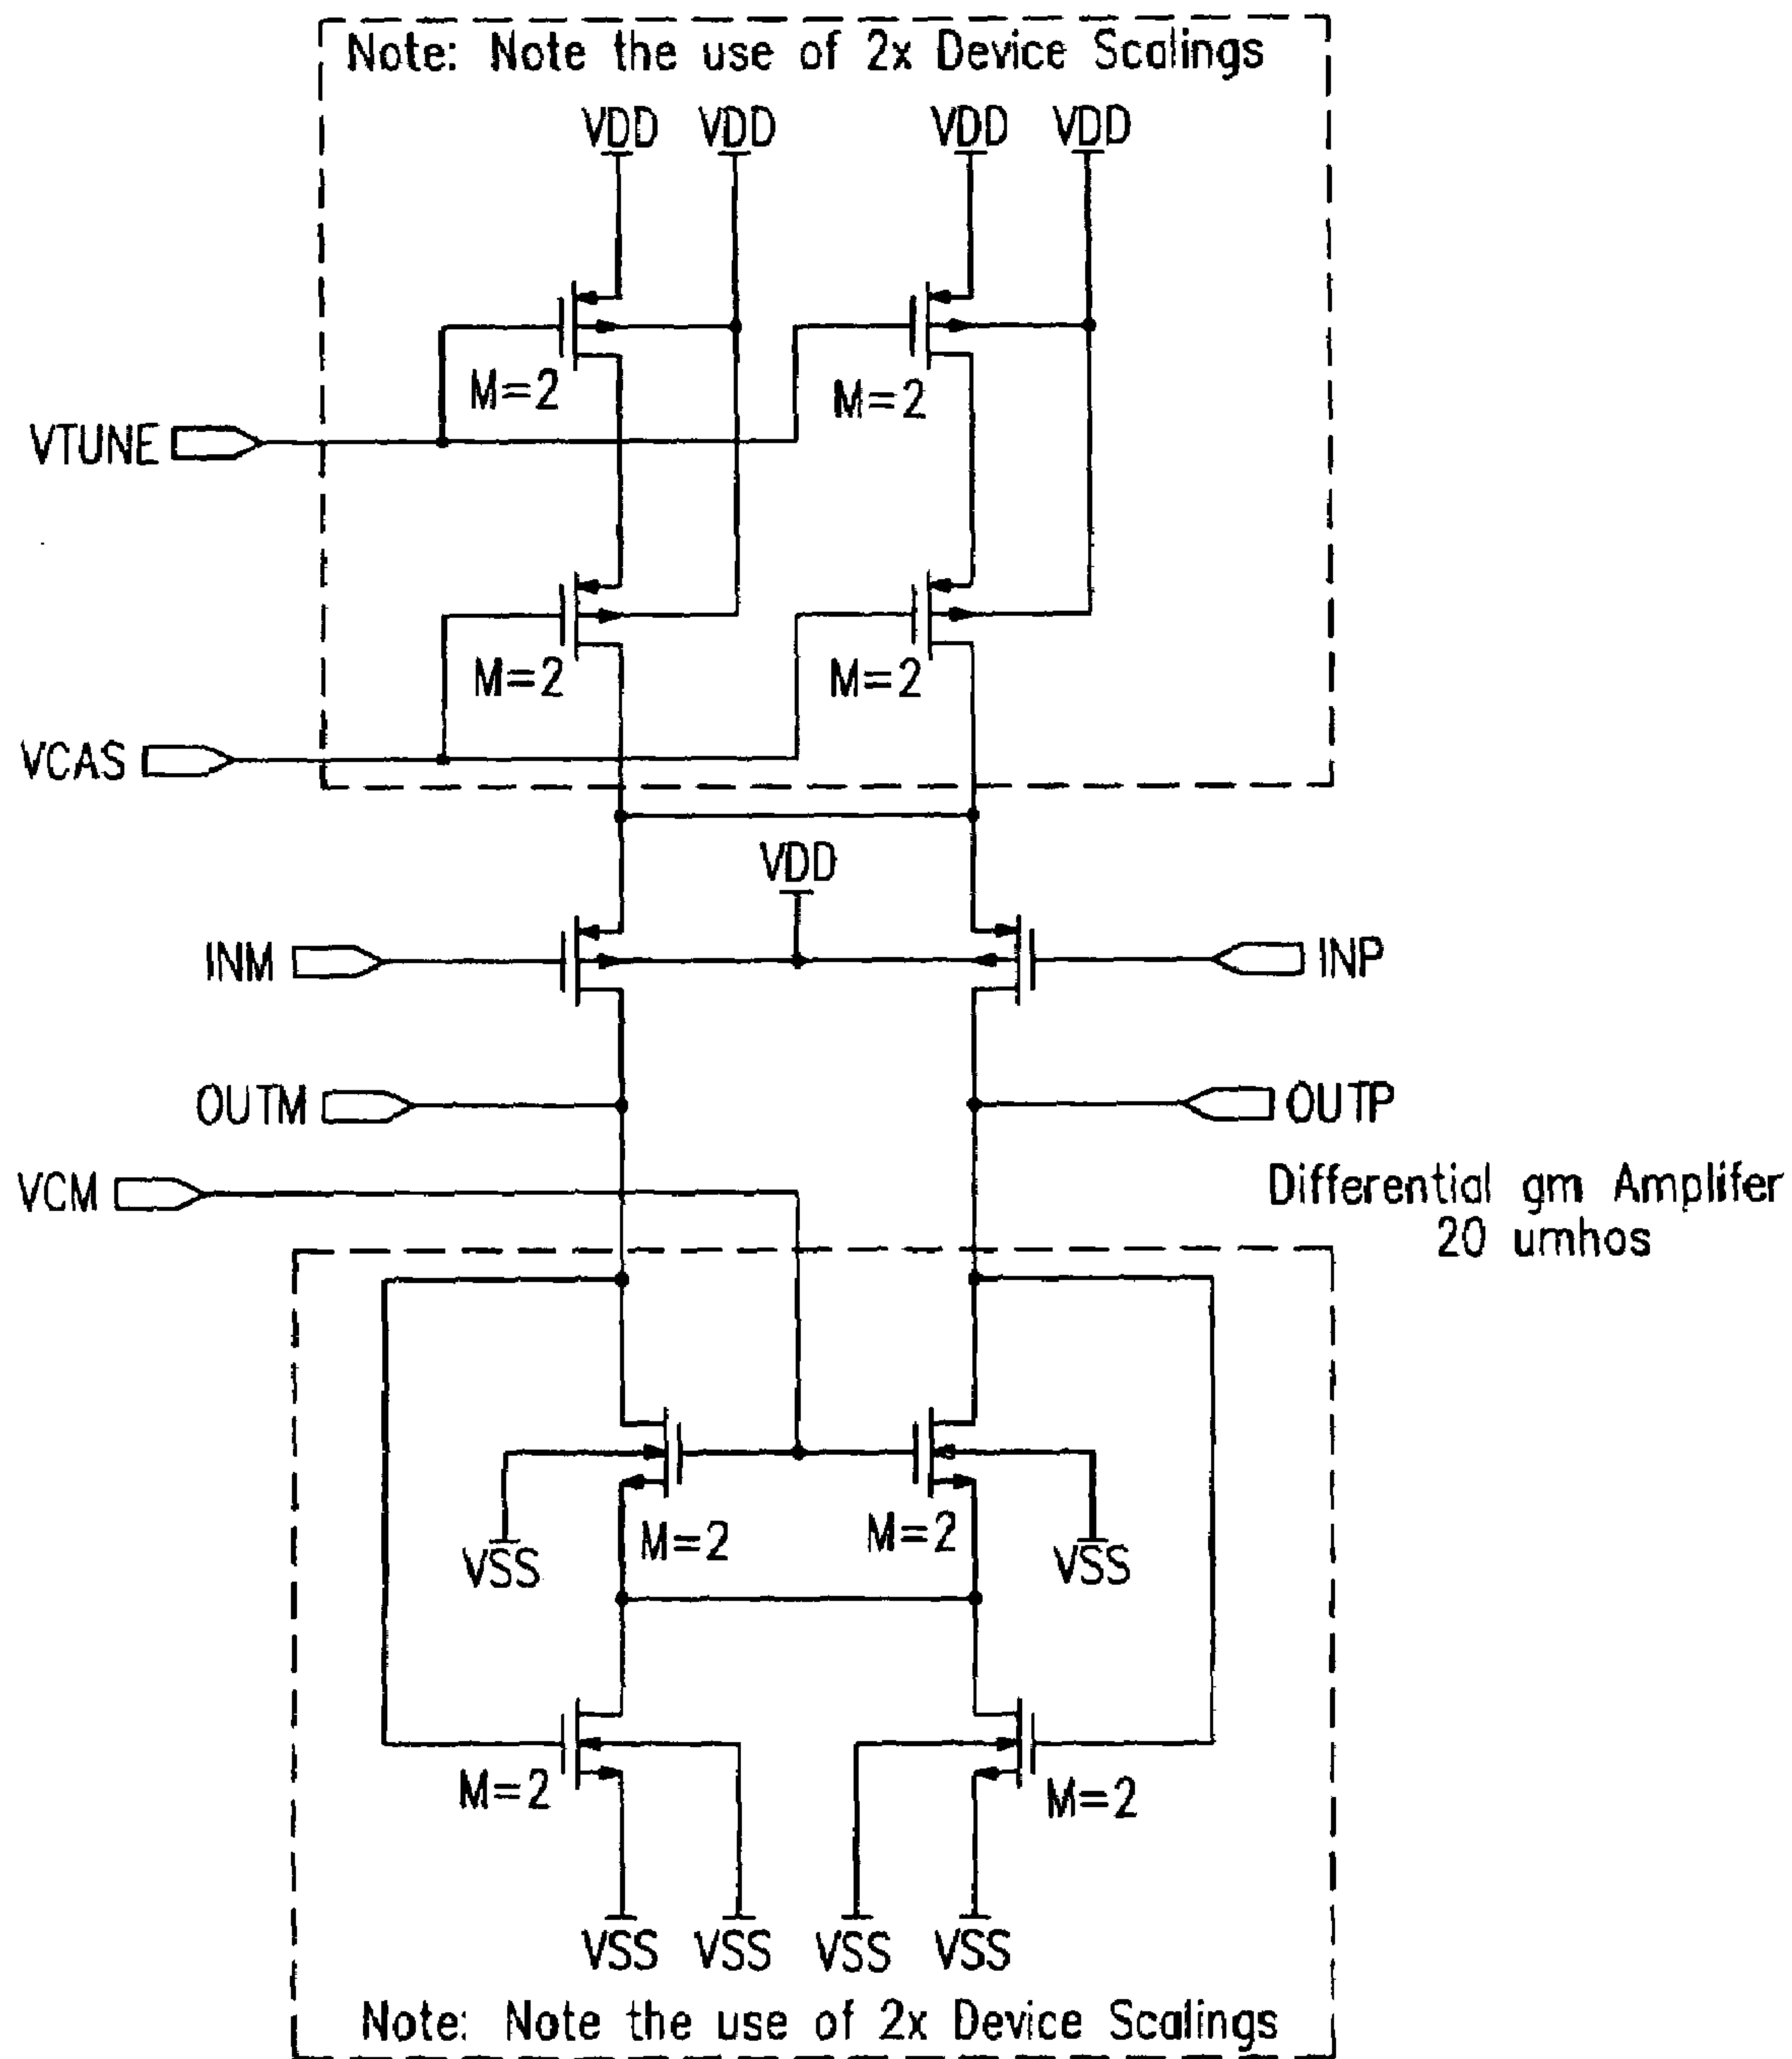 Note: Note the use of 2x Device Scalings
VDD VDD VDD VDD
M=2 M=2
VTUNE
M=2 M=2
VCAS
VDD
INM INP
OUTM OUTP
VCM
Differential gm Amplifer
20 umhos
M=2 M=2
VSS VSS
M=2 M=2
VSS VSS VSS VSS
Note: Note the use of 2x Device Scalings